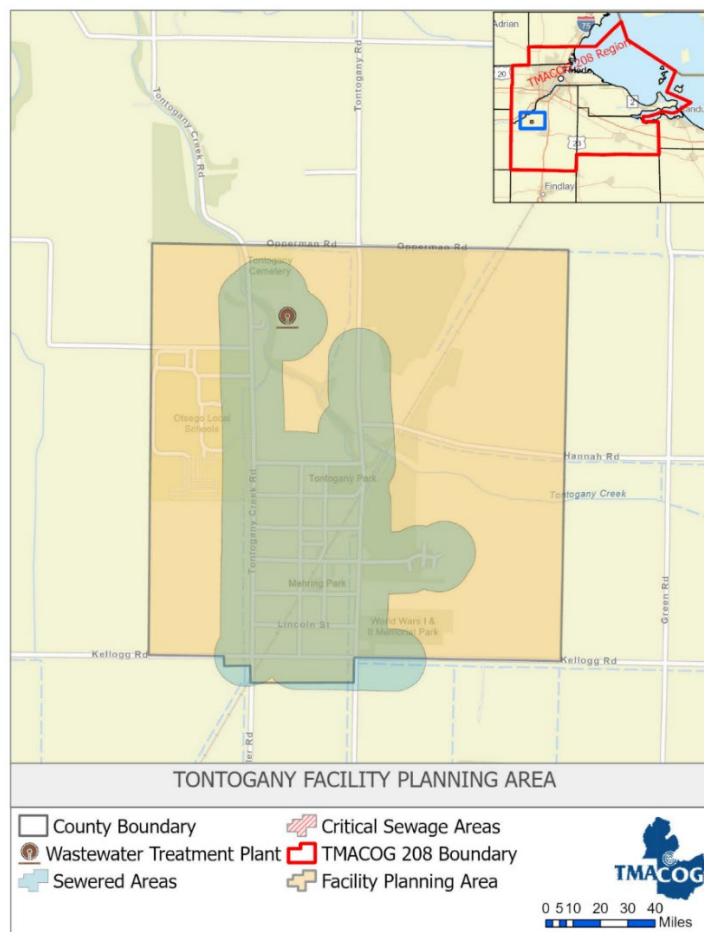 Adrian
75
TMACOG 208 Region
20
2
20
23
Findlay
Tontogany Creek Rd
Tontogany Rd
Opperman Rd
Opperman Rd
Tontogany
Cemetery
Otsego Local
Schools
Hannah Rd
Tontogany Park
Tontogany Creek
Tontogany Creek Rd
Green Rd
Mehring Park
World Wars I &
II Memorial Park
Lincoln St
Kellogg Rd
Kellogg Rd
ler Rd
TONTOGANY FACILITY PLANNING AREA
County Boundary
Critical Sewage Areas
Wastewater Treatment Plant
TMACOG 208 Boundary
Sewered Areas
Facility Planning Area
TMACOG
0 5 10 20 30 40
Miles